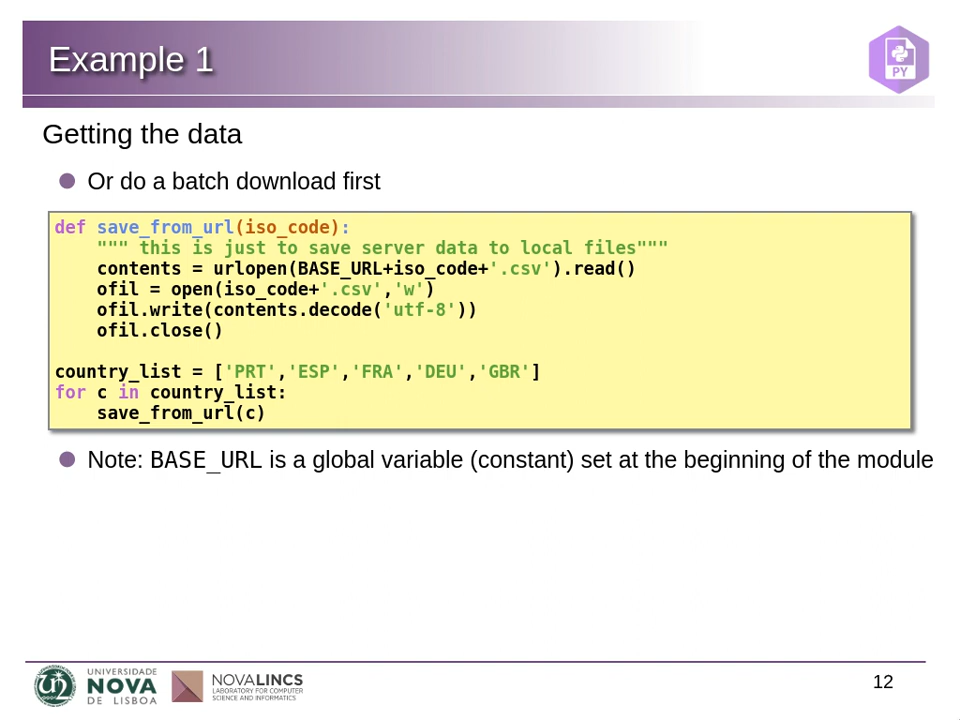 Example 1
PY
Getting the data
Or do a batch download first
def save_from_url(iso_code):
    """ this is just to save server data to local files"""
    contents = urlopen(BASE_URL+iso_code+'.csv').read()
    ofil = open(iso_code+'.csv','w')
    ofil.write(contents.decode('utf-8'))
    ofil.close()
country_list = ['PRT','ESP','FRA','DEU','GBR']
for c in country_list:
    save_from_url(c)
Note: BASE_URL is a global variable (constant) set at the beginning of the module
UNIVERSIDADE
NOVA
DE LISBOA
NOVALINCS
LABORATORY FOR COMPUTER
SCIENCE AND INFORMATICS
12